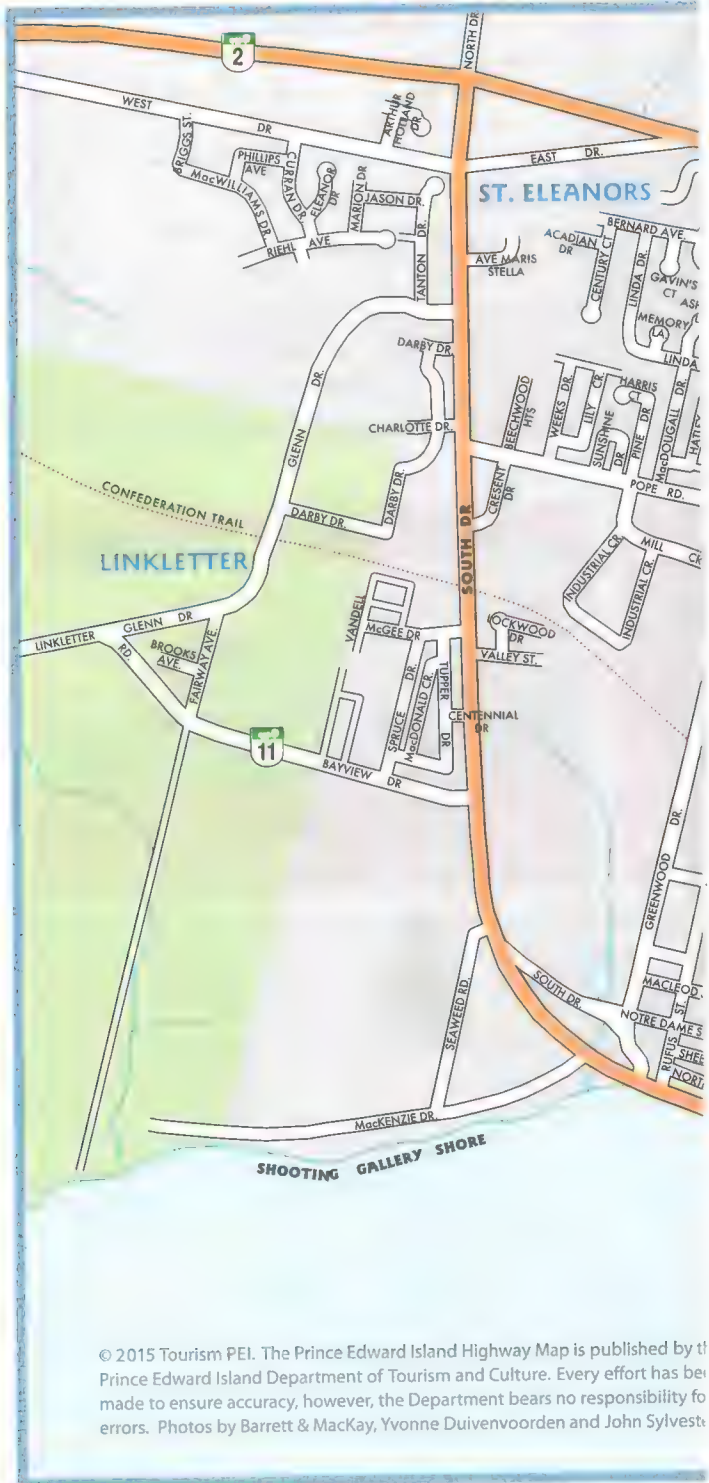 2
NORTH DR
WEST DR
ARTHUR
HOLLAND
DR
BRIGGS ST.
PHILLIPS
AVE
CURRAN DR
MacWILLIAMS DR.
ELEANOR
DR
MARION DR
JASON DR.
EAST DR.
ST. ELEANORS
RIEHL AVE
TANTON DR.
AVE MARIS
STELLA
ACADIAN
DR
CENTURY CT
BERNARD AVE.
LINDA DR.
GAVIN'S
CT
MEMORY
LA
LINDA
DARBY DR.
GLENN DR.
CHARLOTTE DR.
BEECHWOOD
HTS
WEEKS DR.
LILY CR.
SUNSHINE
DR
HARRIS
PINE DR
MacDOUGALL DR.
POPE RD.
CRESENT
DR
DARBY DR.
CONFEDERATION TRAIL
DARBY DR.
SOUTH DR
MILL
INDUSTRIAL CR.
INDUSTRIAL CR.
LINKLETTER
GLENN DR
LINKLETTER RD.
BROOKS
AVE.
FAIRWAY AVE.
VANDELL
McGEE DR
LOCKWOOD
DR
VALLEY ST.
SPRUCE DR.
MacDONALD CR.
TUPPER DR
CENTENNIAL
DR
11
BAYVIEW DR
GREENWOOD DR.
SEAWEED RD.
SOUTH DR.
MACLEOD
NOTRE DAME S
RUFUS ST.
SHEE
NORT
MacKENZIE DR.
SHOOTING GALLERY SHORE
© 2015 Tourism PEI. The Prince Edward Island Highway Map is published by th
Prince Edward Island Department of Tourism and Culture. Every effort has bee
made to ensure accuracy, however, the Department bears no responsibility fo
errors. Photos by Barrett & MacKay, Yvonne Duivenvoorden and John Sylveste